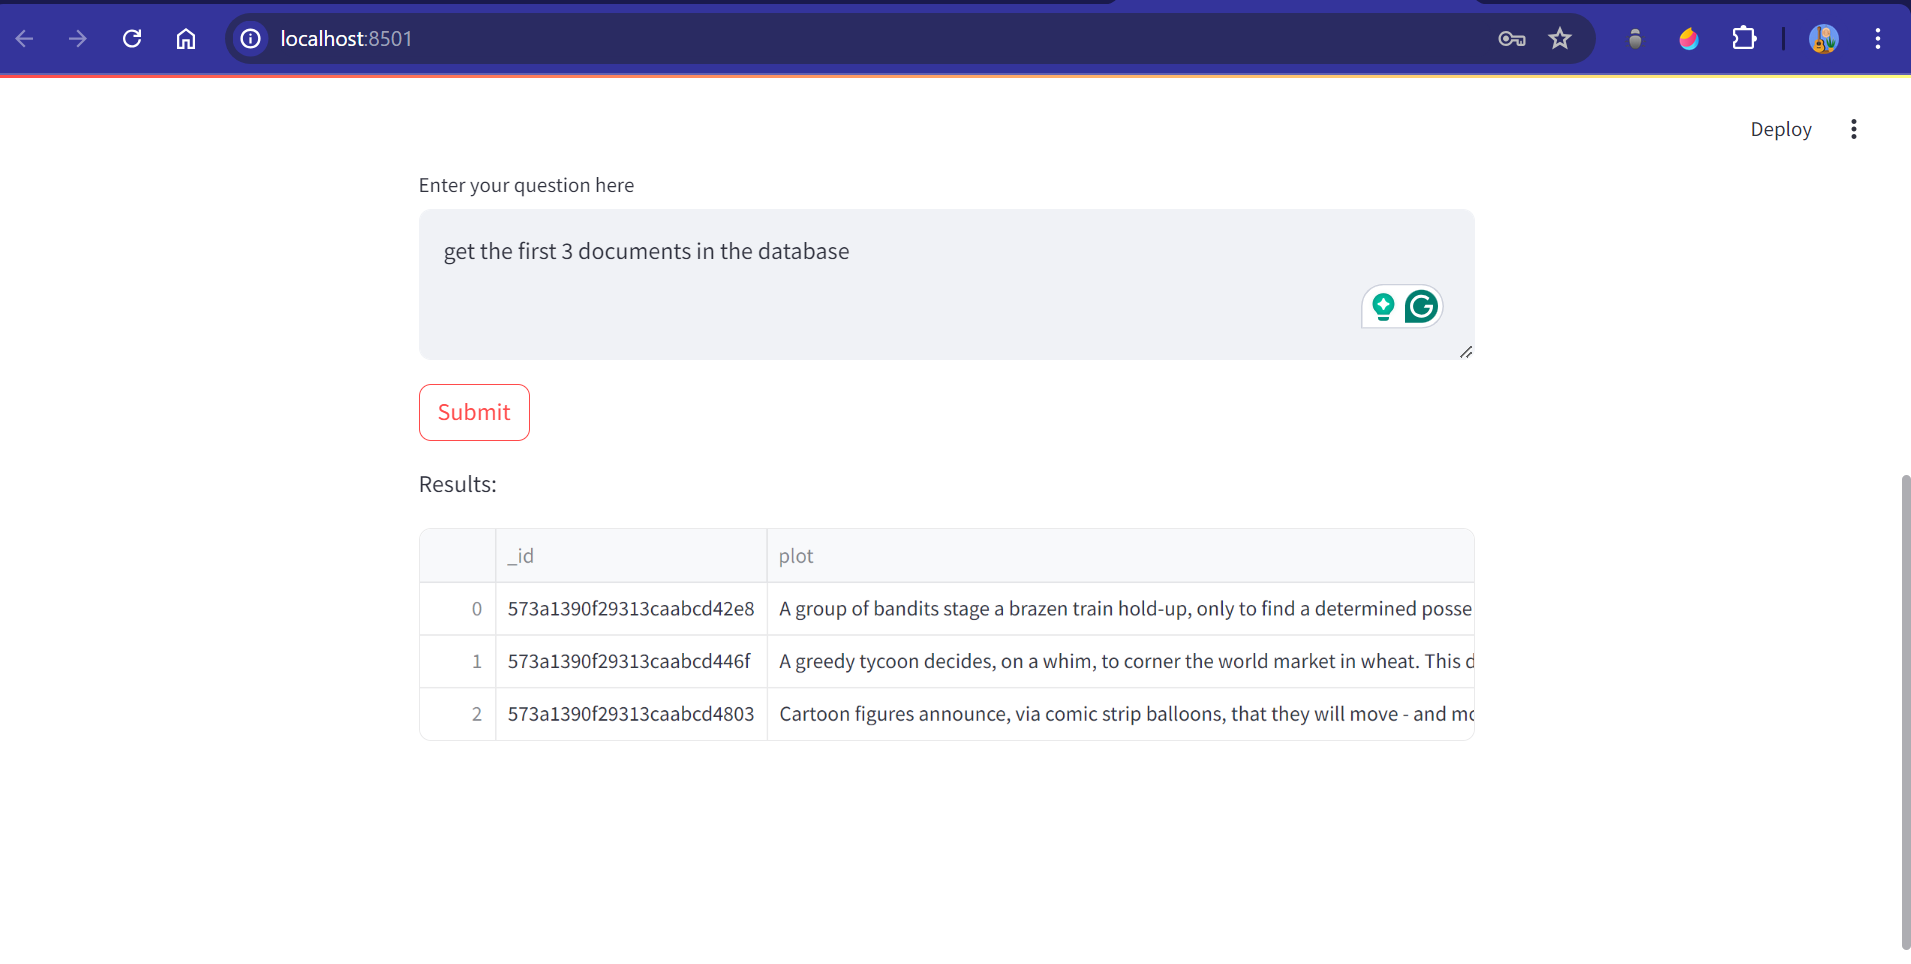 localhost:8501
Deploy
Enter your question here
get the first 3 documents in the database
Submit
Results:
_id plot
0 573a1390f29313caabcd42e8 A group of bandits stage a brazen train hold-up, only to find a determined posse
1 573a1390f29313caabcd446f A greedy tycoon decides, on a whim, to corner the world market in wheat. This d
2 573a1390f29313caabcd4803 Cartoon figures announce, via comic strip balloons, that they will move - and mo